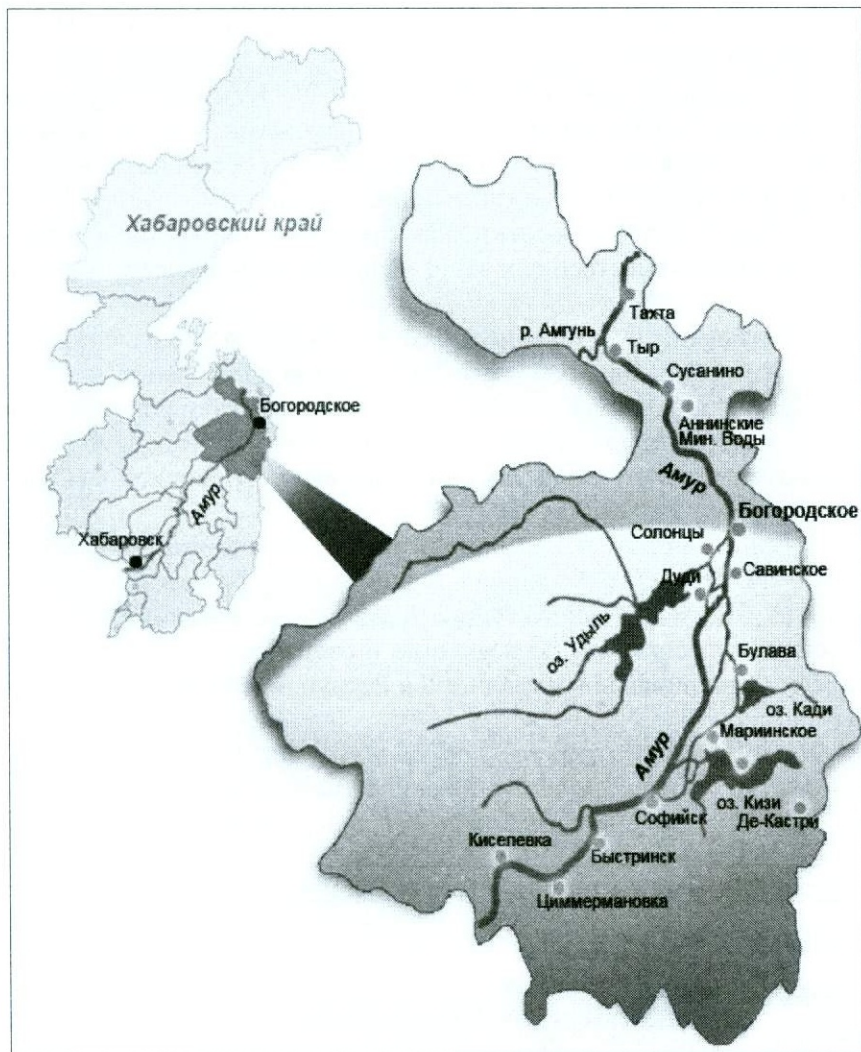 Хабаровский край
Богородское
Амур
Хабаровск
Тахта
р. Амгунь
Тыр
Сусанино
Аннинские
Мин. Воды
Амур
Богородское
Солонцы
Савинское
Дуди
оз. Удыль
Булава
оз. Кади
Мариинское
Амур
оз. Кизи
Софийск
Де-Кастри
Киселевка
Быстринск
Циммермановка